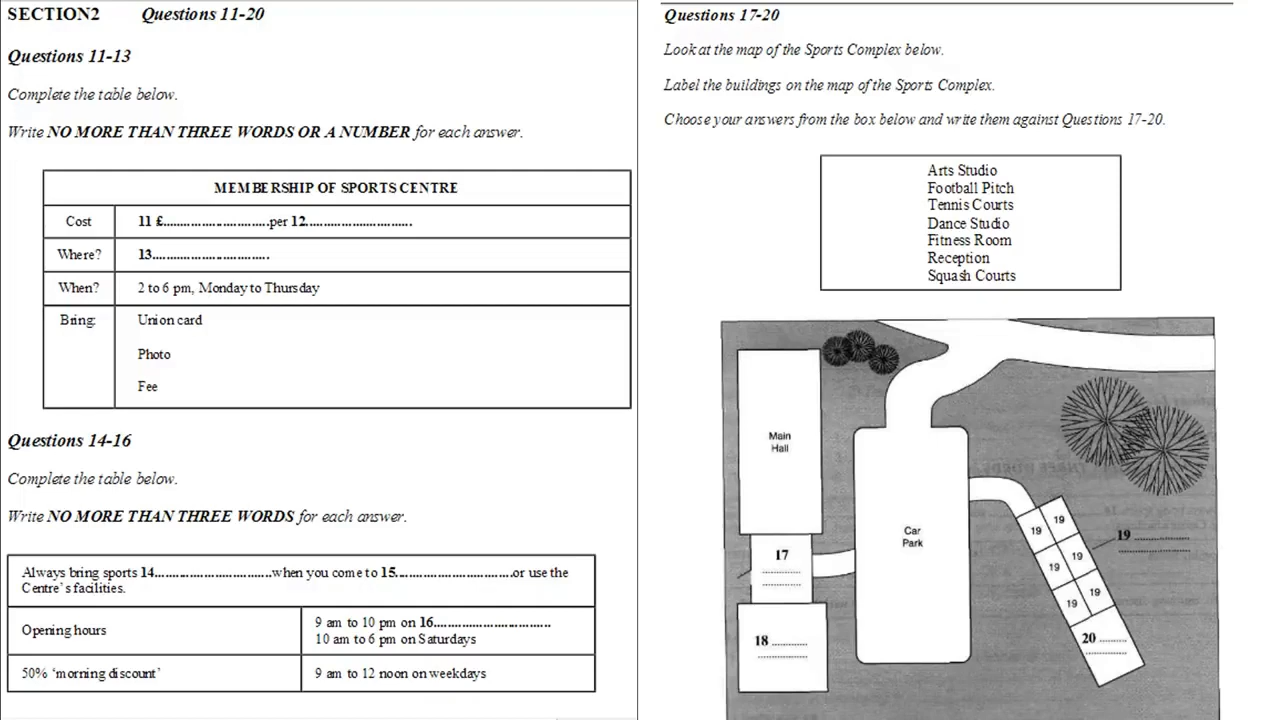 SECTION2 Questions 11-20
Questions 11-13
Complete the table below.
Write NO MORE THAN THREE WORDS OR A NUMBER for each answer.
MEMBERSHIP OF SPORTS CENTRE
Cost 11 £..............................per 12..............................
Where? 13..............................
When? 2 to 6 pm, Monday to Thursday
Bring: Union card
Photo
Fee
Questions 14-16
Complete the table below.
Write NO MORE THAN THREE WORDS for each answer.
Always bring sports 14..............................when you come to 15..............................or use the
Centre's facilities.
Opening hours
9 am to 10 pm on 16..............................
10 am to 6 pm on Saturdays
50% 'morning discount' 9 am to 12 noon on weekdays
Questions 17-20
Look at the map of the Sports Complex below.
Label the buildings on the map of the Sports Complex.
Choose your answers from the box below and write them against Questions 17-20.
Arts Studio
Football Pitch
Tennis Courts
Dance Studio
Fitness Room
Reception
Squash Courts
Main
Hall
Car
Park
17 ..........
..........
18 ..........
..........
19 19
19 19
19 19
19 ..............
..............
20 ........
..........